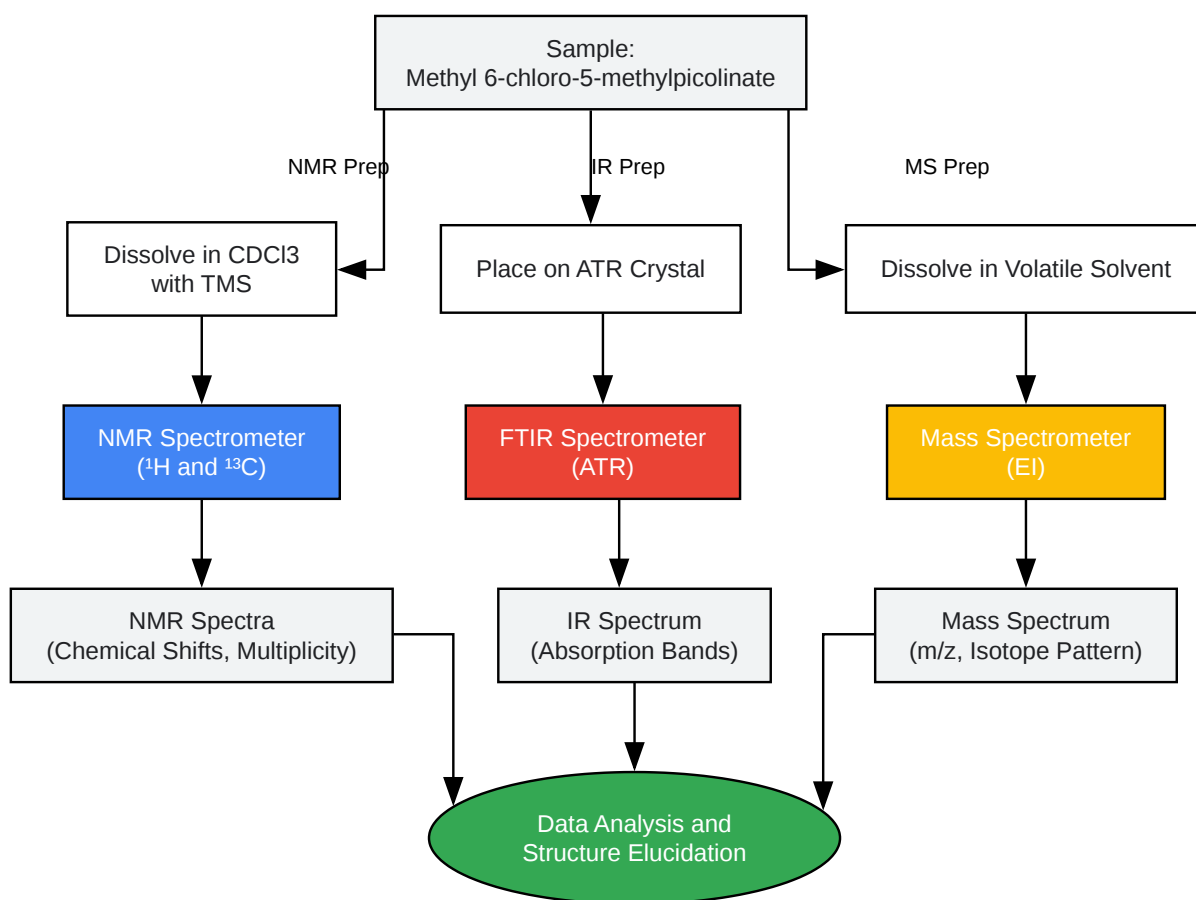 Sample:
Methyl 6-chloro-5-methylpicolinate
NMR Prep
IR Prep
MS Prep
Dissolve in CDCl3
with TMS
Place on ATR Crystal
Dissolve in Volatile Solvent
NMR Spectrometer
(¹H and ¹³C)
FTIR Spectrometer
(ATR)
Mass Spectrometer
(EI)
NMR Spectra
(Chemical Shifts, Multiplicity)
IR Spectrum
(Absorption Bands)
Mass Spectrum
(m/z, Isotope Pattern)
Data Analysis and
Structure Elucidation